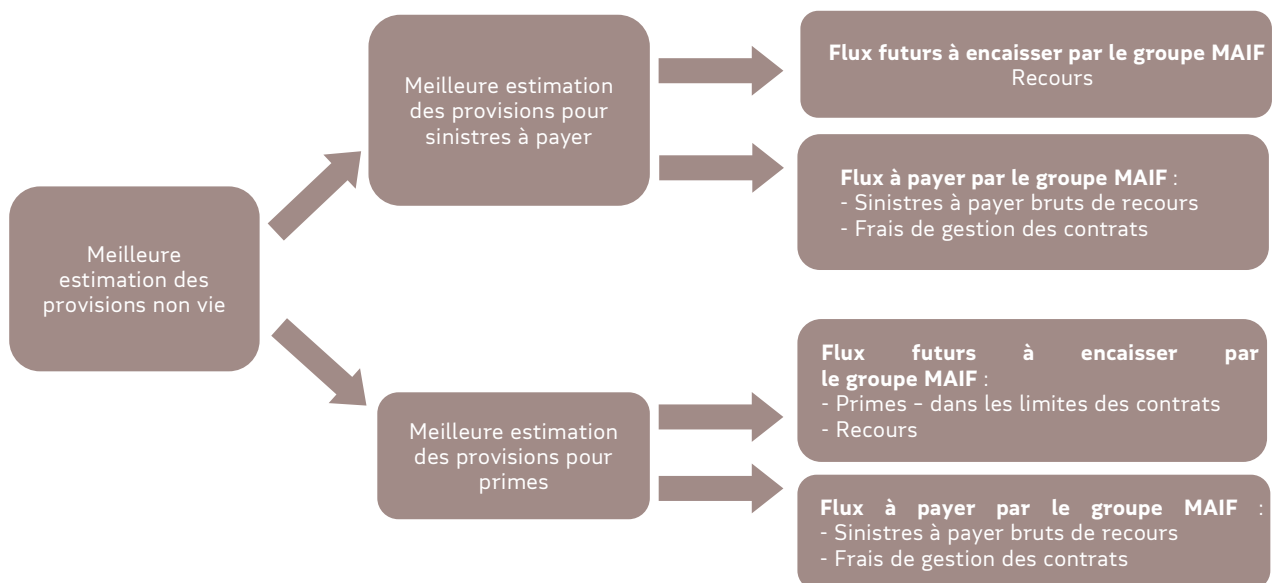 Meilleure
estimation des
provisions non vie
Meilleure estimation
des provisions pour
sinistres à payer
Flux futurs à encaisser par le groupe MAIF
Recours
Flux à payer par le groupe MAIF :
- Sinistres à payer bruts de recours
- Frais de gestion des contrats
Meilleure estimation
des provisions pour
primes
Flux futurs à encaisser par
le groupe MAIF :
- Primes – dans les limites des contrats
- Recours
Flux à payer par le groupe MAIF :
- Sinistres à payer bruts de recours
- Frais de gestion des contrats